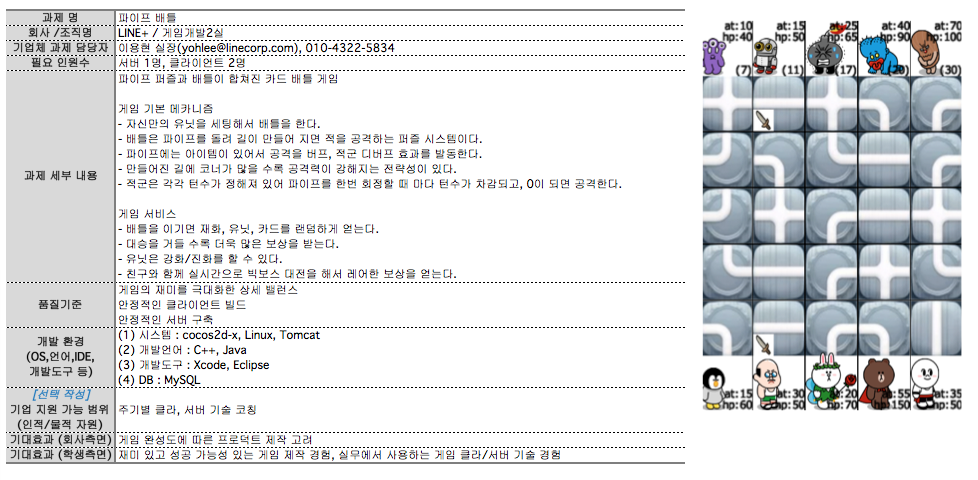 과제 명 파이프 배틀
회사 /조직명 LINE+ / 게임개발2실
기업체 과제 담당자 이용현 실장(yohlee@linecorp.com), 010-4322-5834
필요 인원수 서버 1명, 클라이언트 2명
과제 세부 내용
파이프 퍼즐과 배틀이 합쳐진 카드 배틀 게임
게임 기본 메카니즘
- 자신만의 유닛을 세팅해서 배틀을 한다.
- 배틀은 파이프를 돌려 길이 만들어 지면 적을 공격하는 퍼즐 시스템이다.
- 파이프에는 아이템이 있어서 공격을 버프, 적군 디버프 효과를 발동한다.
- 만들어진 길에 코너가 많을 수록 공격력이 강해지는 전략성이 있다.
- 적군은 각각 턴수가 정해져 있어 파이프를 한번 회정할 때 마다 턴수가 차감되고, 0이 되면 공격한다.
게임 서비스
- 배틀을 이기면 재화, 유닛, 카드를 랜덤하게 얻는다.
- 대승을 거들 수록 더욱 많은 보상을 받는다.
- 유닛은 강화/진화를 할 수 있다.
- 친구와 함께 실시간으로 빅보스 대전을 해서 레어한 보상을 얻는다.
품질기준
게임의 재미를 극대화한 상세 밸런스
안정적인 클라이언트 빌드
안정적인 서버 구축
개발 환경
(OS,언어,IDE,
개발도구 등)
(1) 시스템 : cocos2d-x, Linux, Tomcat
(2) 개발언어 : C++, Java
(3) 개발도구 : Xcode, Eclipse
(4) DB : MySQL
[선택 작성]
기업 지원 가능 범위
(인적/물적 자원)
주기별 클라, 서버 기술 코칭
기대효과 (회사측면) 게임 완성도에 따른 프로덕트 제작 고려
기대효과 (학생측면) 재미 있고 성공 가능성 있는 게임 제작 경험, 실무에서 사용하는 게임 클라/서버 기술 경험
at:10 at:15 at:25 at:40 at:70
hp:40 hp:50 hp:65 hp:90 hp:100
(7) (11) (17) (20) (30)
at:15 at:30 at:20 at:55 at:35
hp:60 hp:50 hp:70 hp:150 hp:50